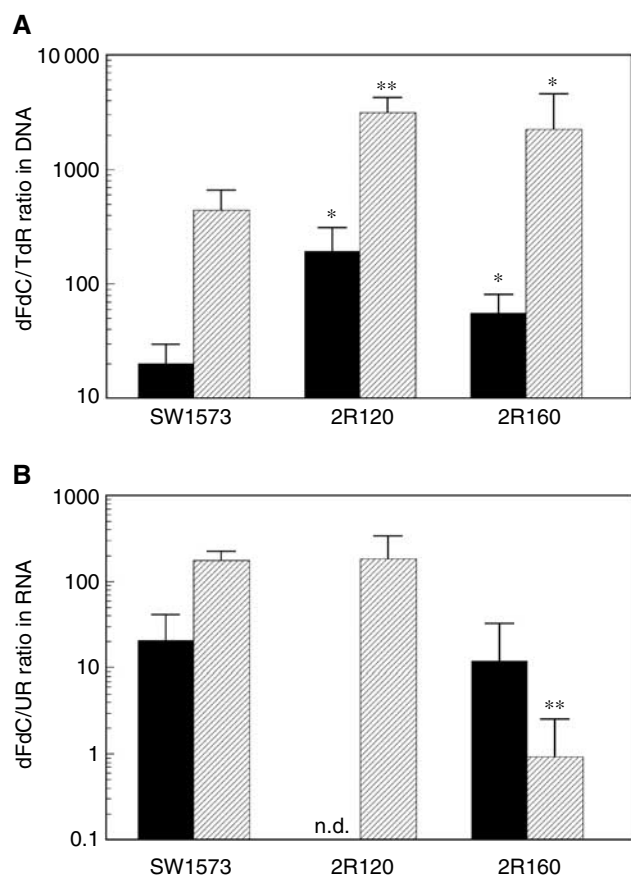 A
dFdC/TdR ratio in DNA
10 000
1000
100
10
*
**
*
*
SW1573
2R120
2R160
B
dFdC/UR ratio in RNA
1000
100
10
1
0.1
n.d.
**
SW1573
2R120
2R160